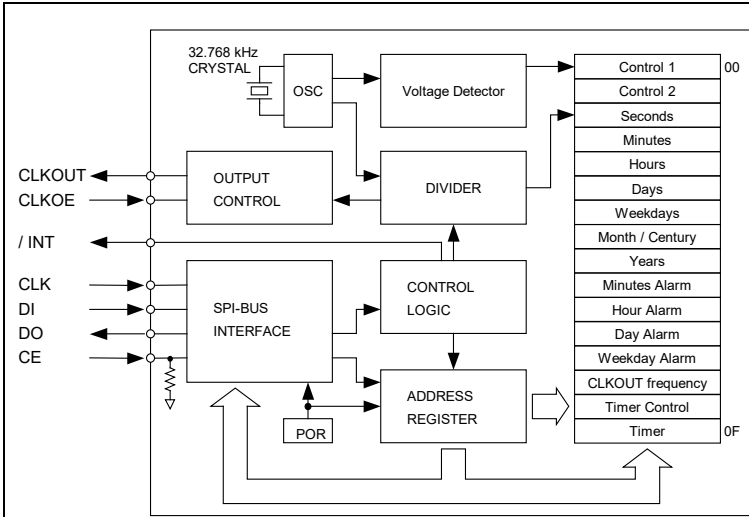 32.768 kHz
CRYSTAL
OSC
Voltage Detector
Control 1
00
Control 2
Seconds
Minutes
Hours
Days
Weekdays
Month / Century
Years
Minutes Alarm
Hour Alarm
Day Alarm
Weekday Alarm
CLKOUT frequency
Timer Control
Timer
0F
CLKOUT
CLKOE
OUTPUT
CONTROL
DIVIDER
/ INT
CLK
DI
DO
CE
SPI-BUS
INTERFACE
CONTROL
LOGIC
ADDRESS
REGISTER
POR